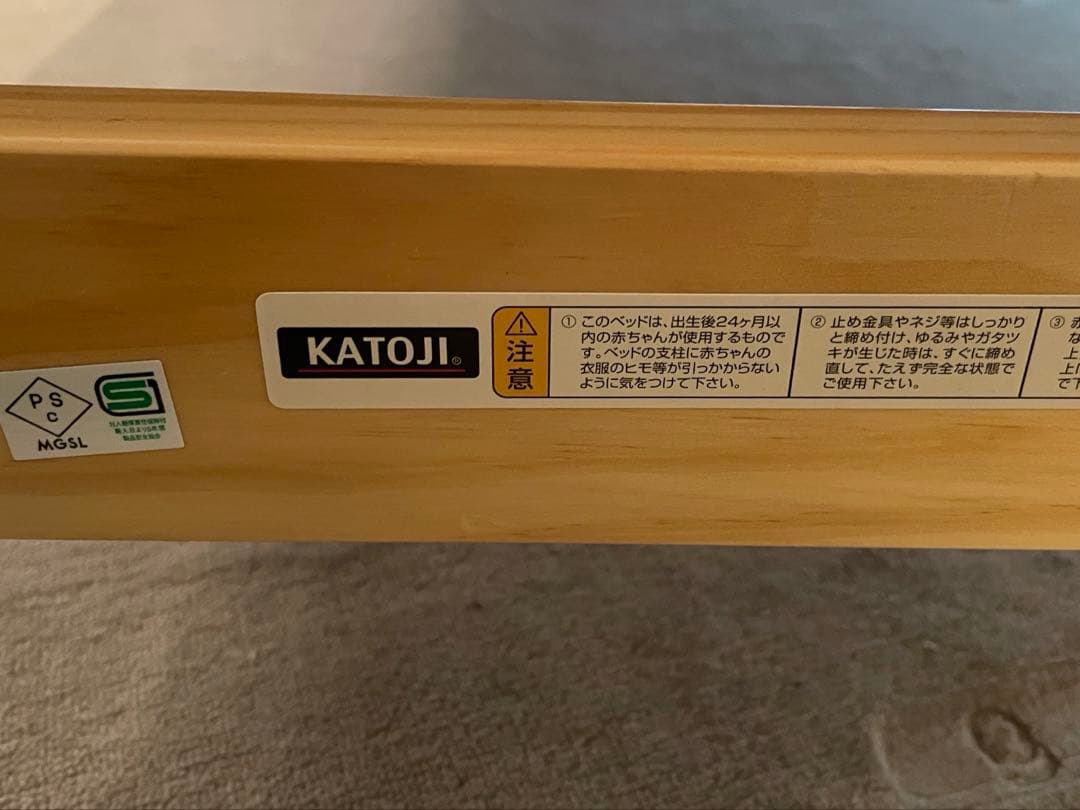 PS
C
MGSL
KATOJI®
注意
① このベッドは、出生後24ヶ月以
内の赤ちゃんが使用するもので
す。ベッドの支柱に赤ちゃんの
衣服のヒモ等が引っかからない
ように気をつけて下さい。
② 止め金具やネジ等はしっかり
と締め付け、ゆるみやガタツ
キが生じた時は、すぐに締め
直して、たえず完全な状態で
ご使用下さい。
③